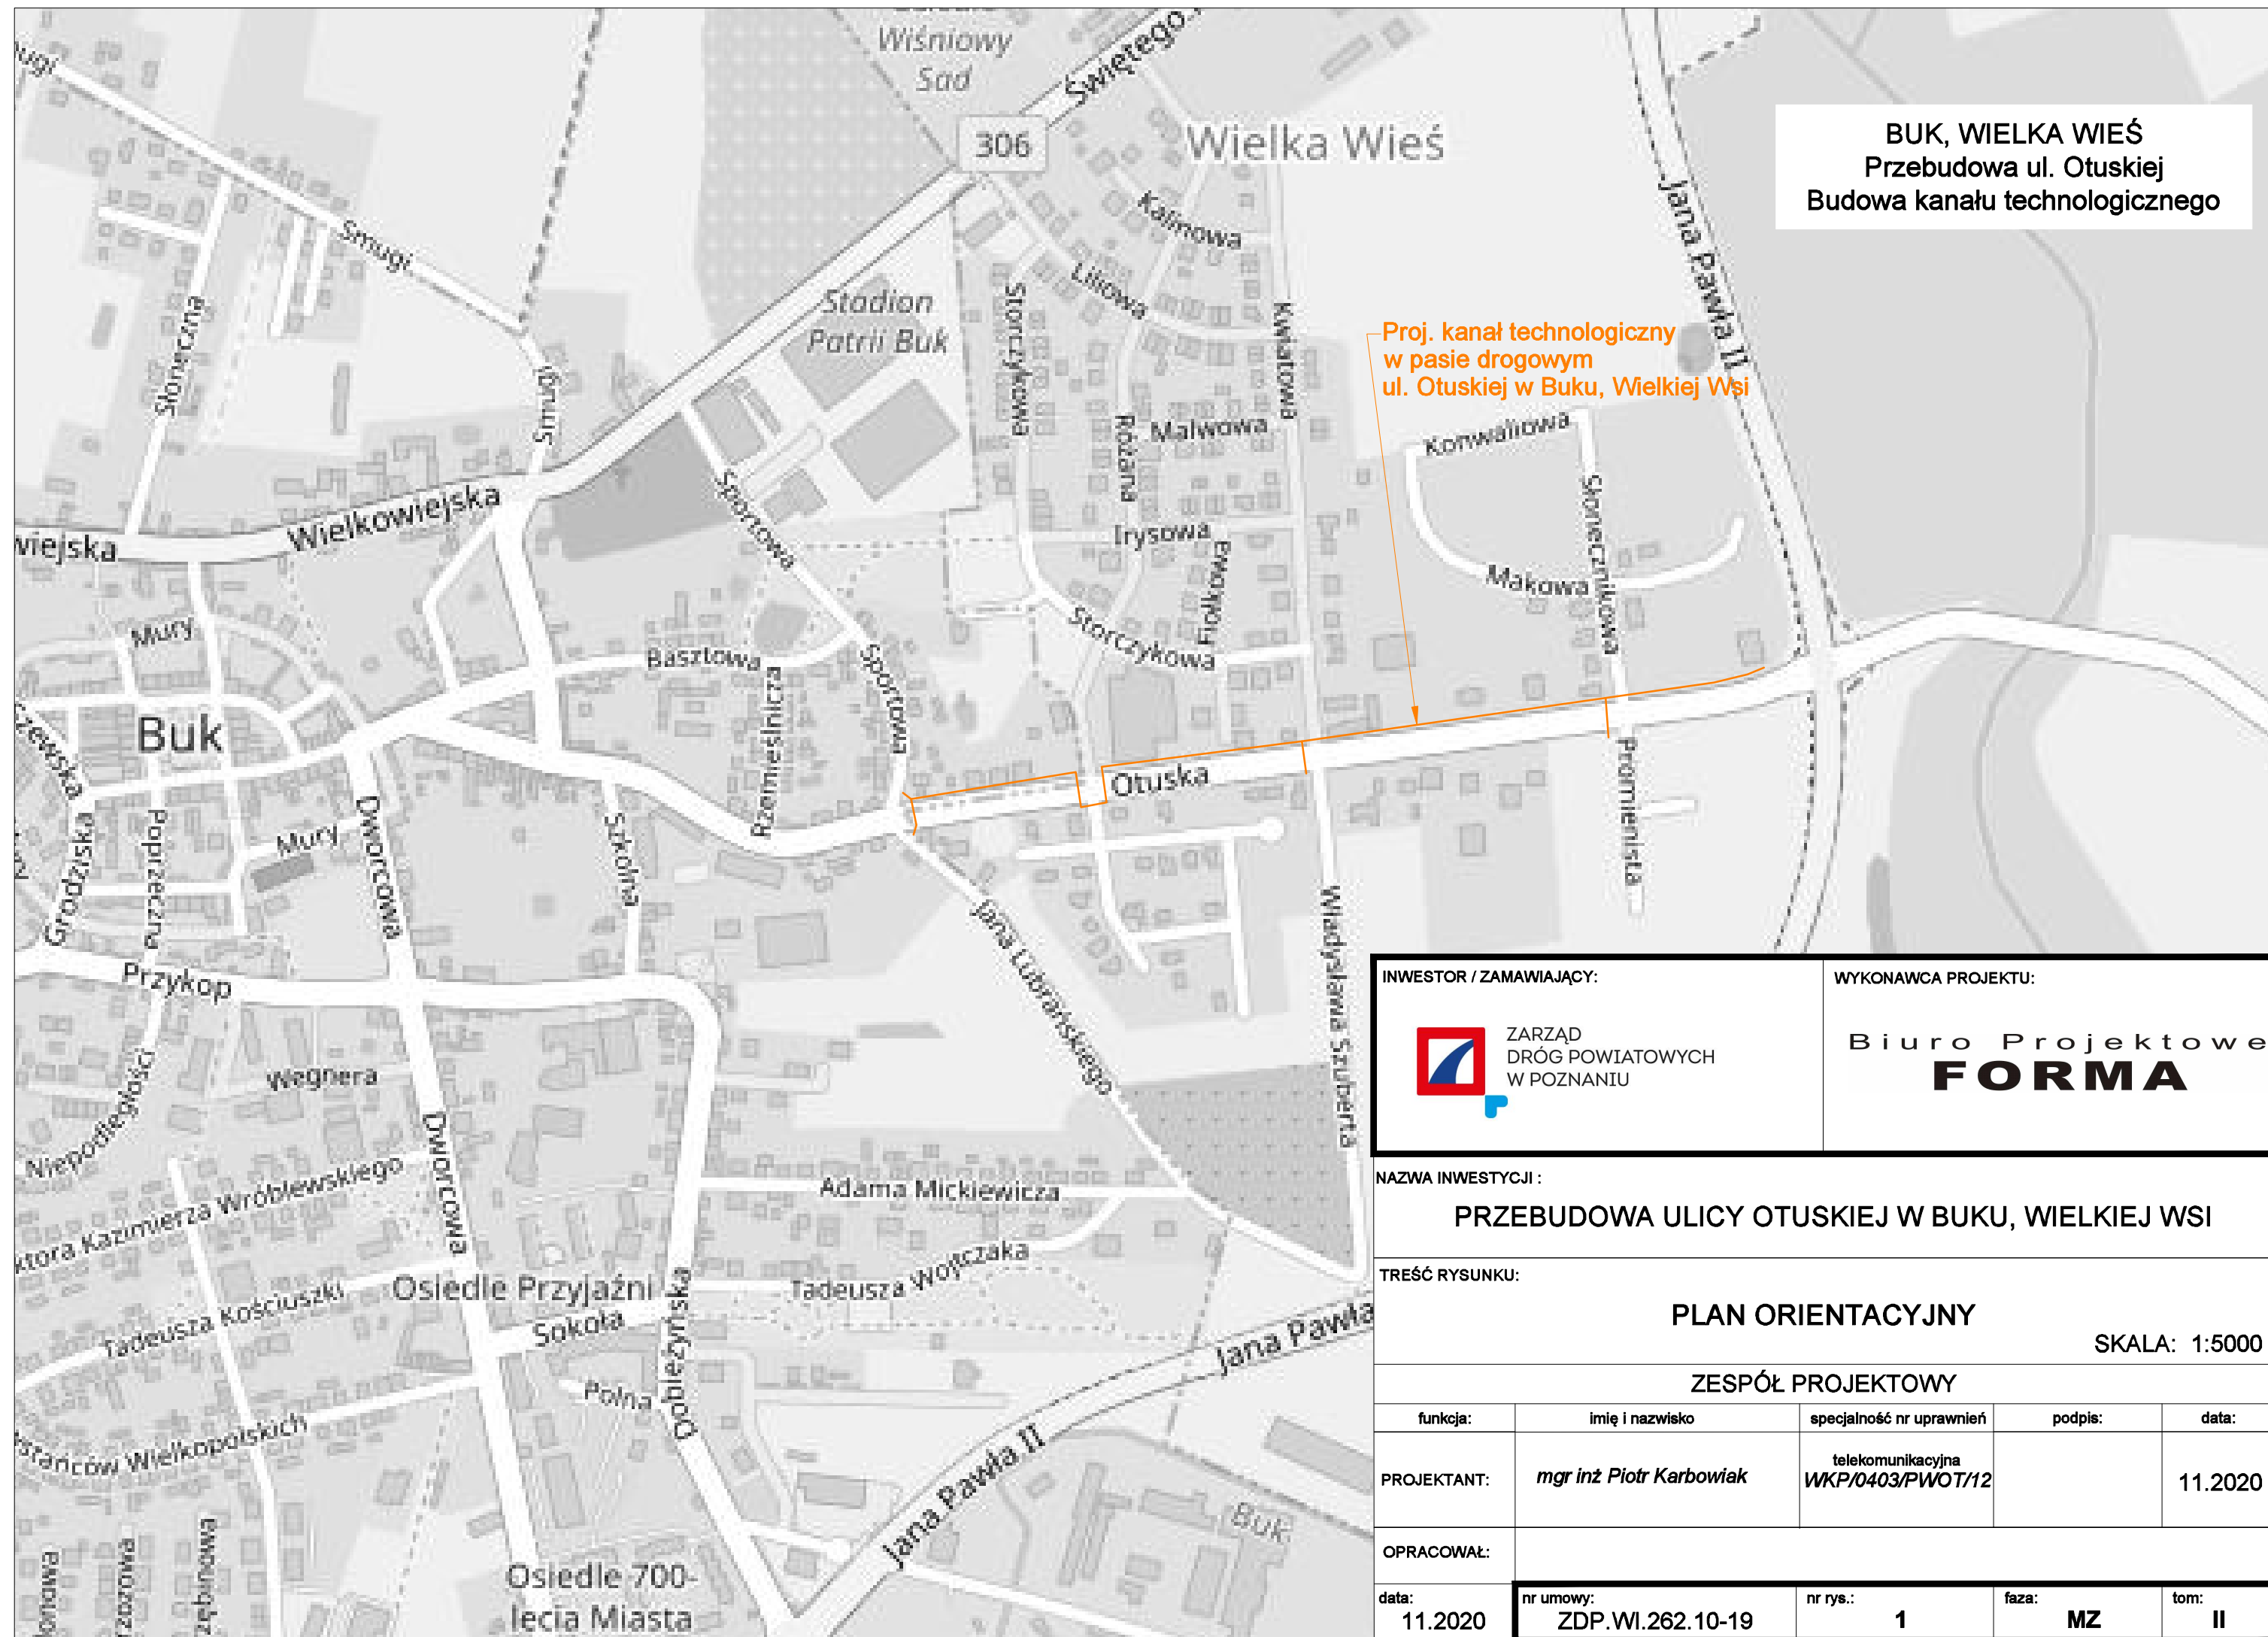 Wiśniowy
Sad
Świętego
306
Wielka Wieś
BUK, WIELKA WIEŚ
Przebudowa ul. Otuskiej
Budowa kanału technologicznego
Smugi
Kalinowa
Liliowa
Jana Pawła II
Słoneczna
Stadion
Patrii Buk
Storczykowa
Kwiatowa
Proj. kanał technologiczny
w pasie drogowym
ul. Otuskiej w Buku, Wielkiej Wsi
Smugi
Różana
Malwowa
Konwaliowa
Słonecznikowa
Wielkowiejska
wiejska
Sportowa
Irysowa
Fiołkowa
Makowa
Mury
Basztowa
Storczykowa
Sportowa
Rzemieślnicza
Buk
Otuska
Promienista
Grodziska
Poprzeczna
Mury
Dworcowa
Szkolna
Jana Lubrańskiego
Władysława Szuberta
Przykop
Wegnera
Niepodległości
Dworcowa
ktora Kazimierza Wróblewskiego
Adama Mickiewicza
Tadeusza Kościuszki
Osiedle Przyjaźni
Tadeusza Wojtczaka
Sokoła
Dobieżyńska
Jana Pawła
Polna
stańców Wielkopolskich
Jana Pawła II
Buk
Osiedle 700-
lecia Miasta
INWESTOR / ZAMAWIAJĄCY:
ZARZĄD
DRÓG POWIATOWYCH
W POZNANIU
WYKONAWCA PROJEKTU:
Biuro Projektowe
FORMA
NAZWA INWESTYCJI :
PRZEBUDOWA ULICY OTUSKIEJ W BUKU, WIELKIEJ WSI
TREŚĆ RYSUNKU:
PLAN ORIENTACYJNY
SKALA: 1:5000
ZESPÓŁ PROJEKTOWY
funkcja: imię i nazwisko specjalność nr uprawnień podpis: data:
PROJEKTANT: mgr inż Piotr Karbowiak telekomunikacyjna
WKP/0403/PWOT/12 11.2020
OPRACOWAŁ:
data: nr umowy: nr rys.: faza: tom:
11.2020 ZDP.WI.262.10-19 1 MZ II